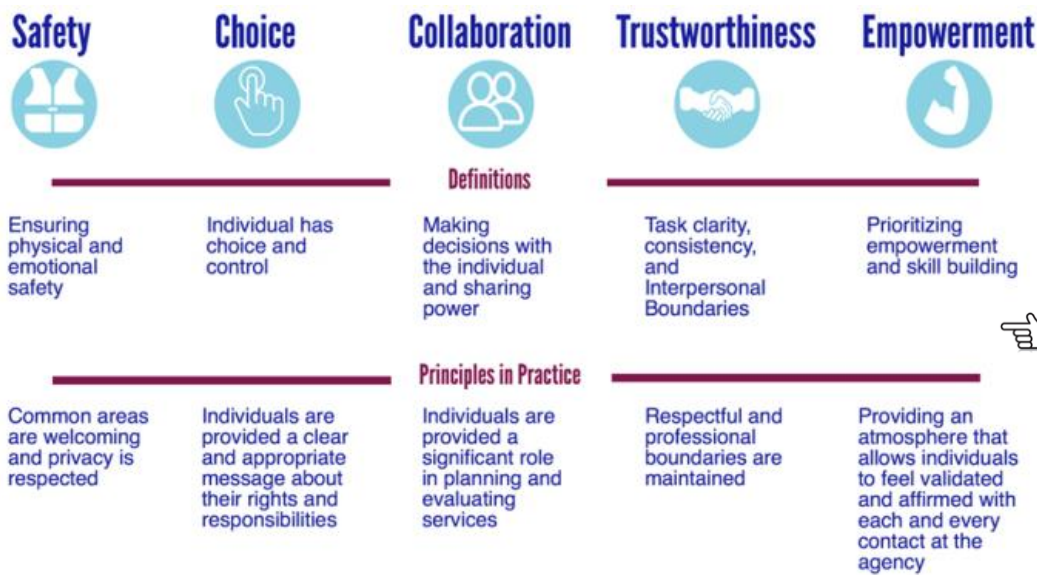 Safety
Choice
Collaboration
Trustworthiness
Empowerment
Definitions
Ensuring
physical and
emotional
safety
Individual has
choice and
control
Making
decisions with
the individual
and sharing
power
Task clarity,
consistency,
and
Interpersonal
Boundaries
Prioritizing
empowerment
and skill building
Principles in Practice
Common areas
are welcoming
and privacy is
respected
Individuals are
provided a clear
and appropriate
message about
their rights and
responsibilities
Individuals are
provided a
significant role
in planning and
evaluating
services
Respectful and
professional
boundaries are
maintained
Providing an
atmosphere that
allows individuals
to feel validated
and affirmed with
each and every
contact at the
agency